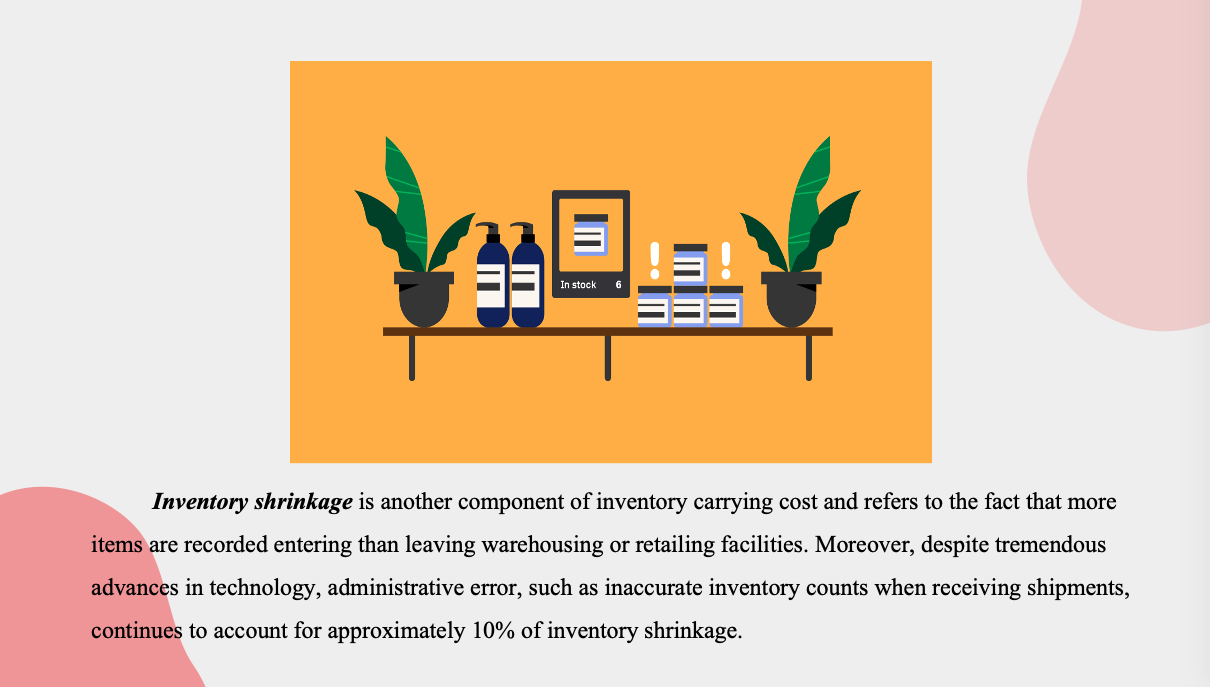 In stock 6
Inventory shrinkage is another component of inventory carrying cost and refers to the fact that more
items are recorded entering than leaving warehousing or retailing facilities. Moreover, despite tremendous
advances in technology, administrative error, such as inaccurate inventory counts when receiving shipments,
continues to account for approximately 10% of inventory shrinkage.